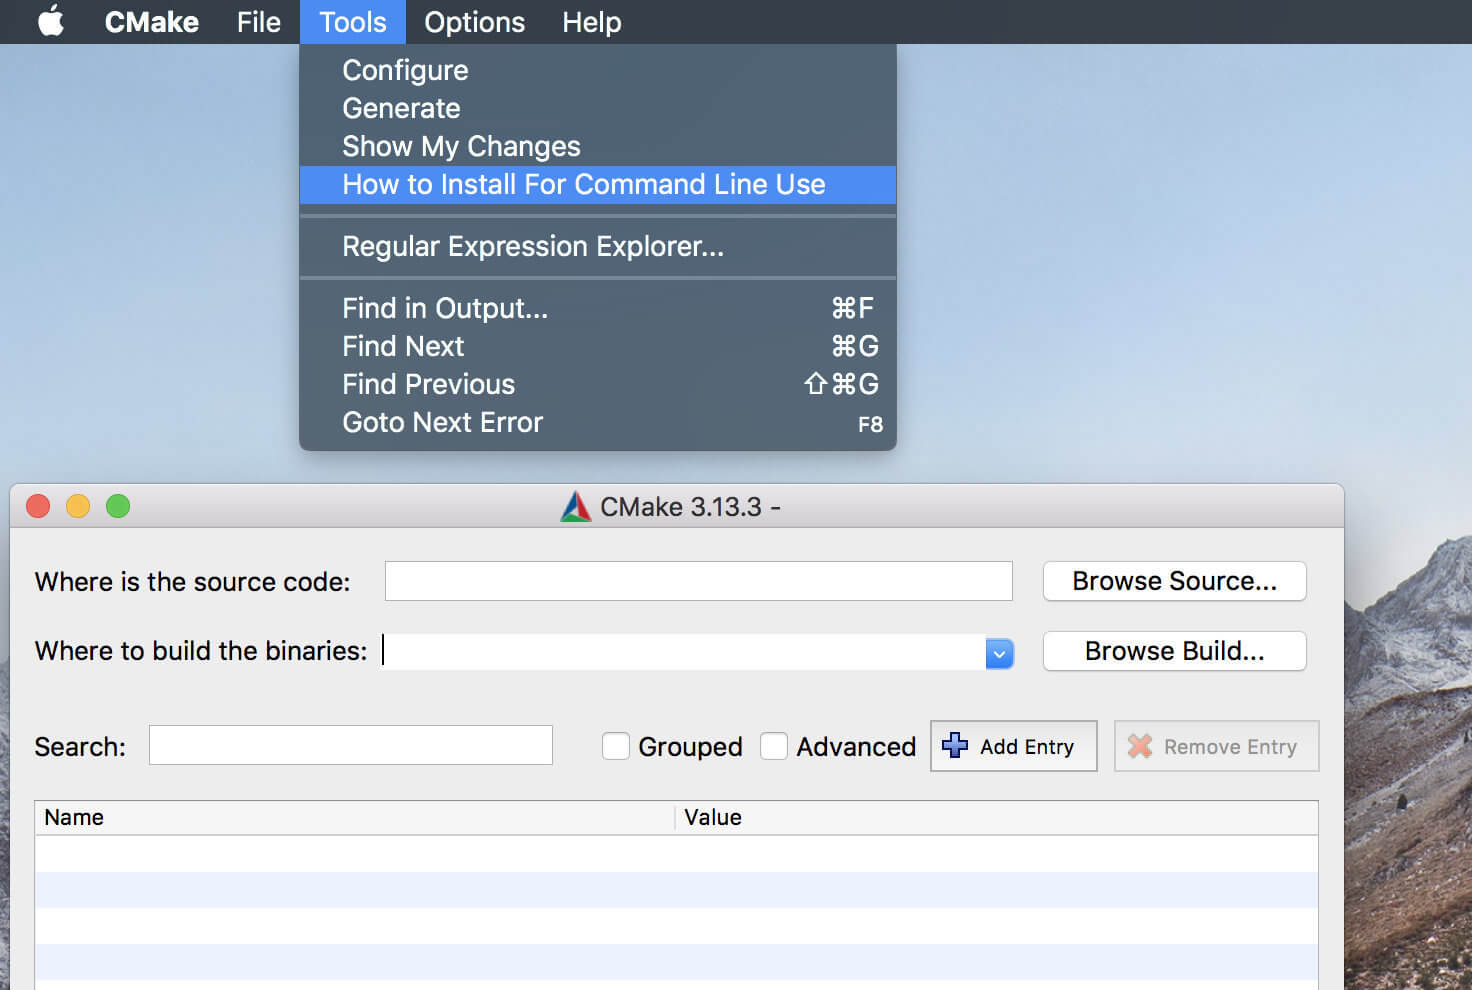 CMake File Tools Options Help
Configure
Generate
Show My Changes
How to Install For Command Line Use
Regular Expression Explorer...
Find in Output... ⌘F
Find Next ⌘G
Find Previous ⇧⌘G
Goto Next Error F8
CMake 3.13.3 -
Where is the source code: Browse Source...
Where to build the binaries: Browse Build...
Search: Grouped Advanced Add Entry Remove Entry
Name Value